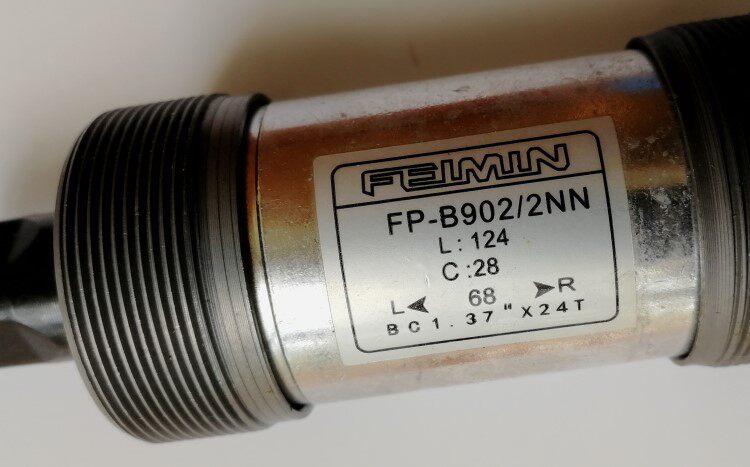 FEIMIN
FP-B902/2NN
L: 124
C :28
L 68 R
BC1.37"X24T